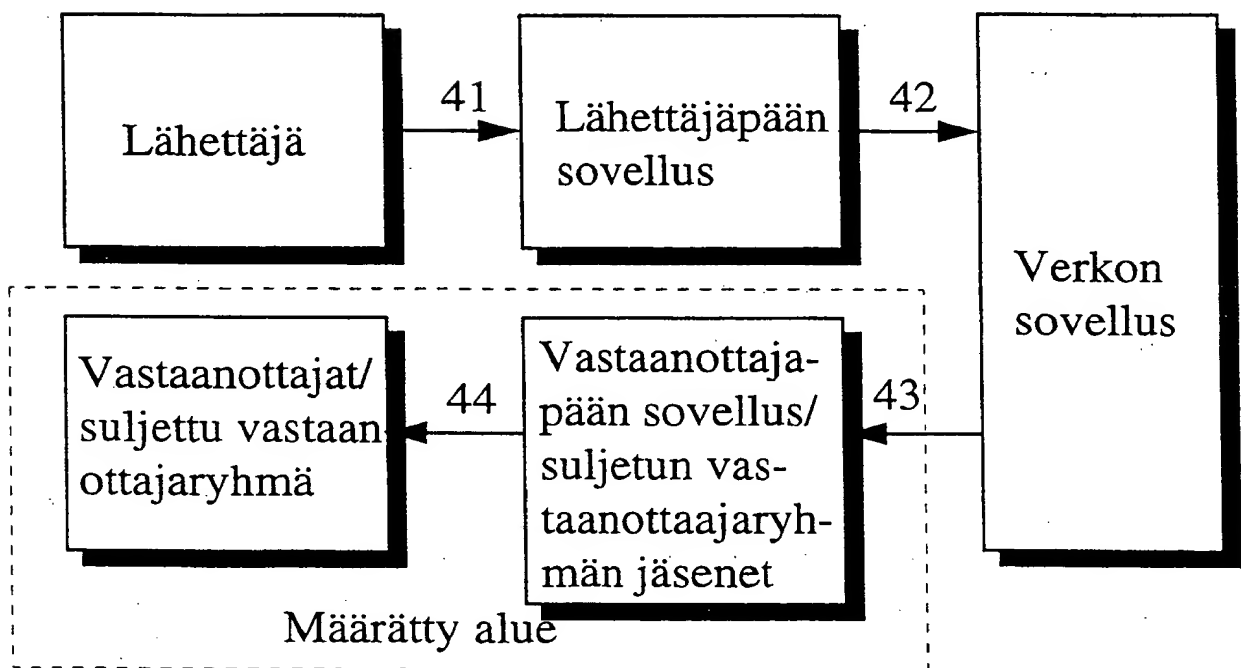 Lähettäjä
41
Lähettäjäpään
sovellus
42
Verkon
sovellus
43
Vastaanottaja-
pään sovellus/
suljetun vas-
taanottaajaryh-
män jäsenet
44
Vastaanottajat/
suljettu vastaan
ottajaryhmä
Määrätty alue